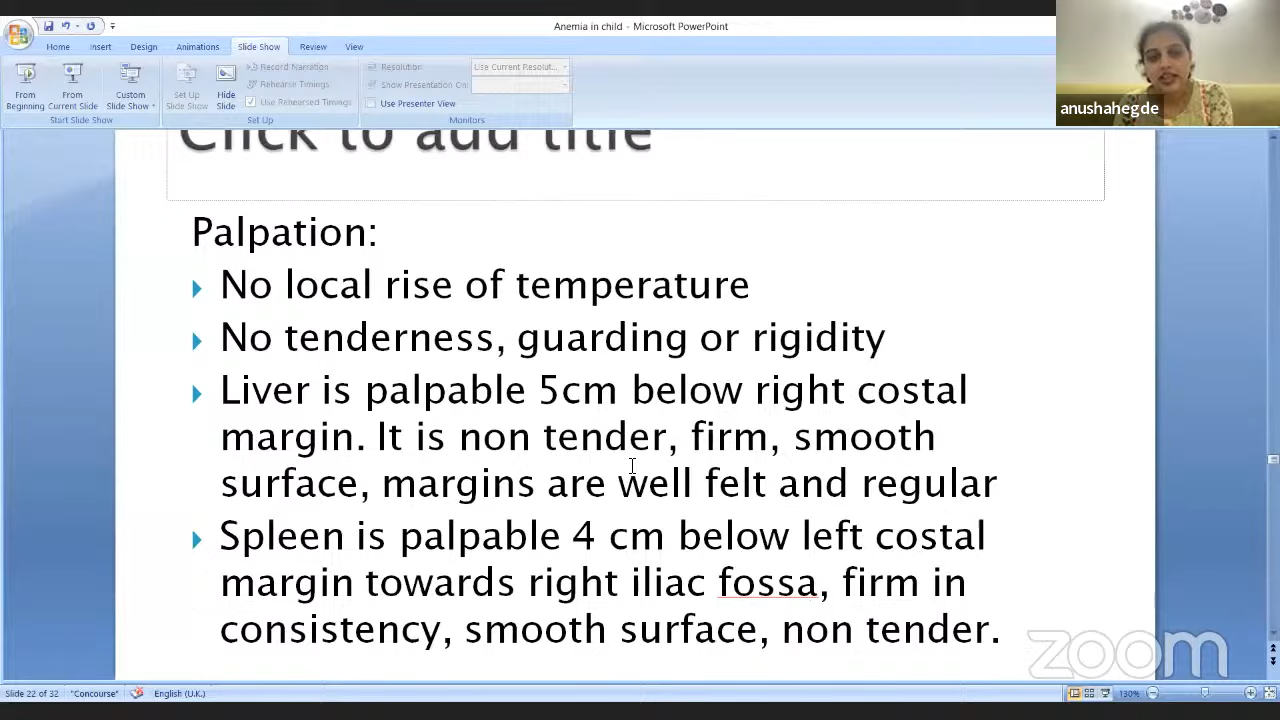 Anemia in child - Microsoft PowerPoint
Home Insert Design Animations Slide Show Review View
Record Narration
Rehearse Timings
Use Rehearsed Timings
From Beginning
From Current Slide
Custom Slide Show
Set Up Slide Show
Hide Slide
Resolution: Use Current Resolut...
Show Presentation On:
Use Presenter View
Start Slide Show Set Up Monitors
anushahegde
Click to add title
Palpation:
No local rise of temperature
No tenderness, guarding or rigidity
Liver is palpable 5cm below right costal
margin. It is non tender, firm, smooth
surface, margins are well felt and regular
Spleen is palpable 4 cm below left costal
margin towards right iliac fossa, firm in
consistency, smooth surface, non tender.
zoom
Slide 22 of 32 "Concourse" English (U.K.) 130%